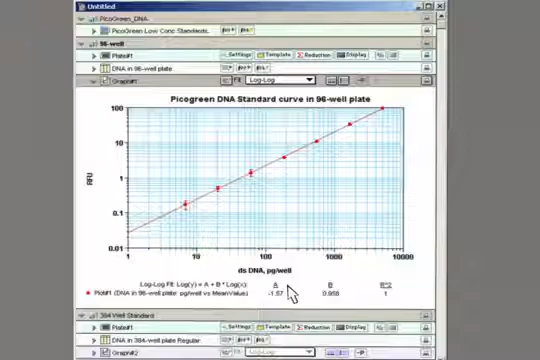 Untitled
PicoGreen_DNA
PicoGreen Low Conc Standards.
96-well
Plate#1 Settings Template Reduction Display
DNA in 96-well plate
Graph#1 Fit Log-Log
Picogreen DNA Standard curve in 96-well plate
100
10
1
0.1
0.01
RFU
1 10 100 1000 10000
ds DNA, pg/well
Log-Log Fit: Log(y) = A + B * Log(x): A B R^2
Plot#1 (DNA in 96-well plate: pg/well vs MeanValue) -1.57 0.958 1
384 Well Standard
Plate#1 Settings Template Reduction Display
DNA in 384-well plate Regular
Graph#2 Fit Log-Log